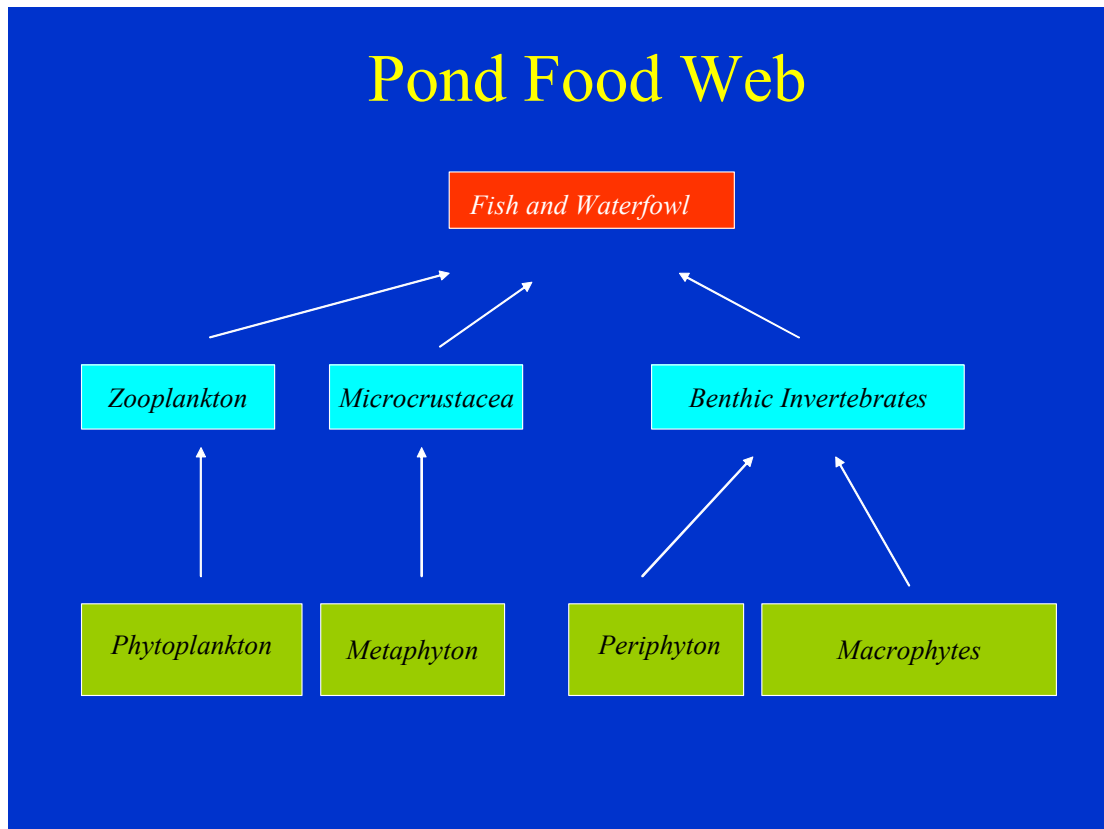 Pond Food Web
Fish and Waterfowl
Zooplankton
Microcrustacea
Benthic Invertebrates
Phytoplankton
Metaphyton
Periphyton
Macrophytes